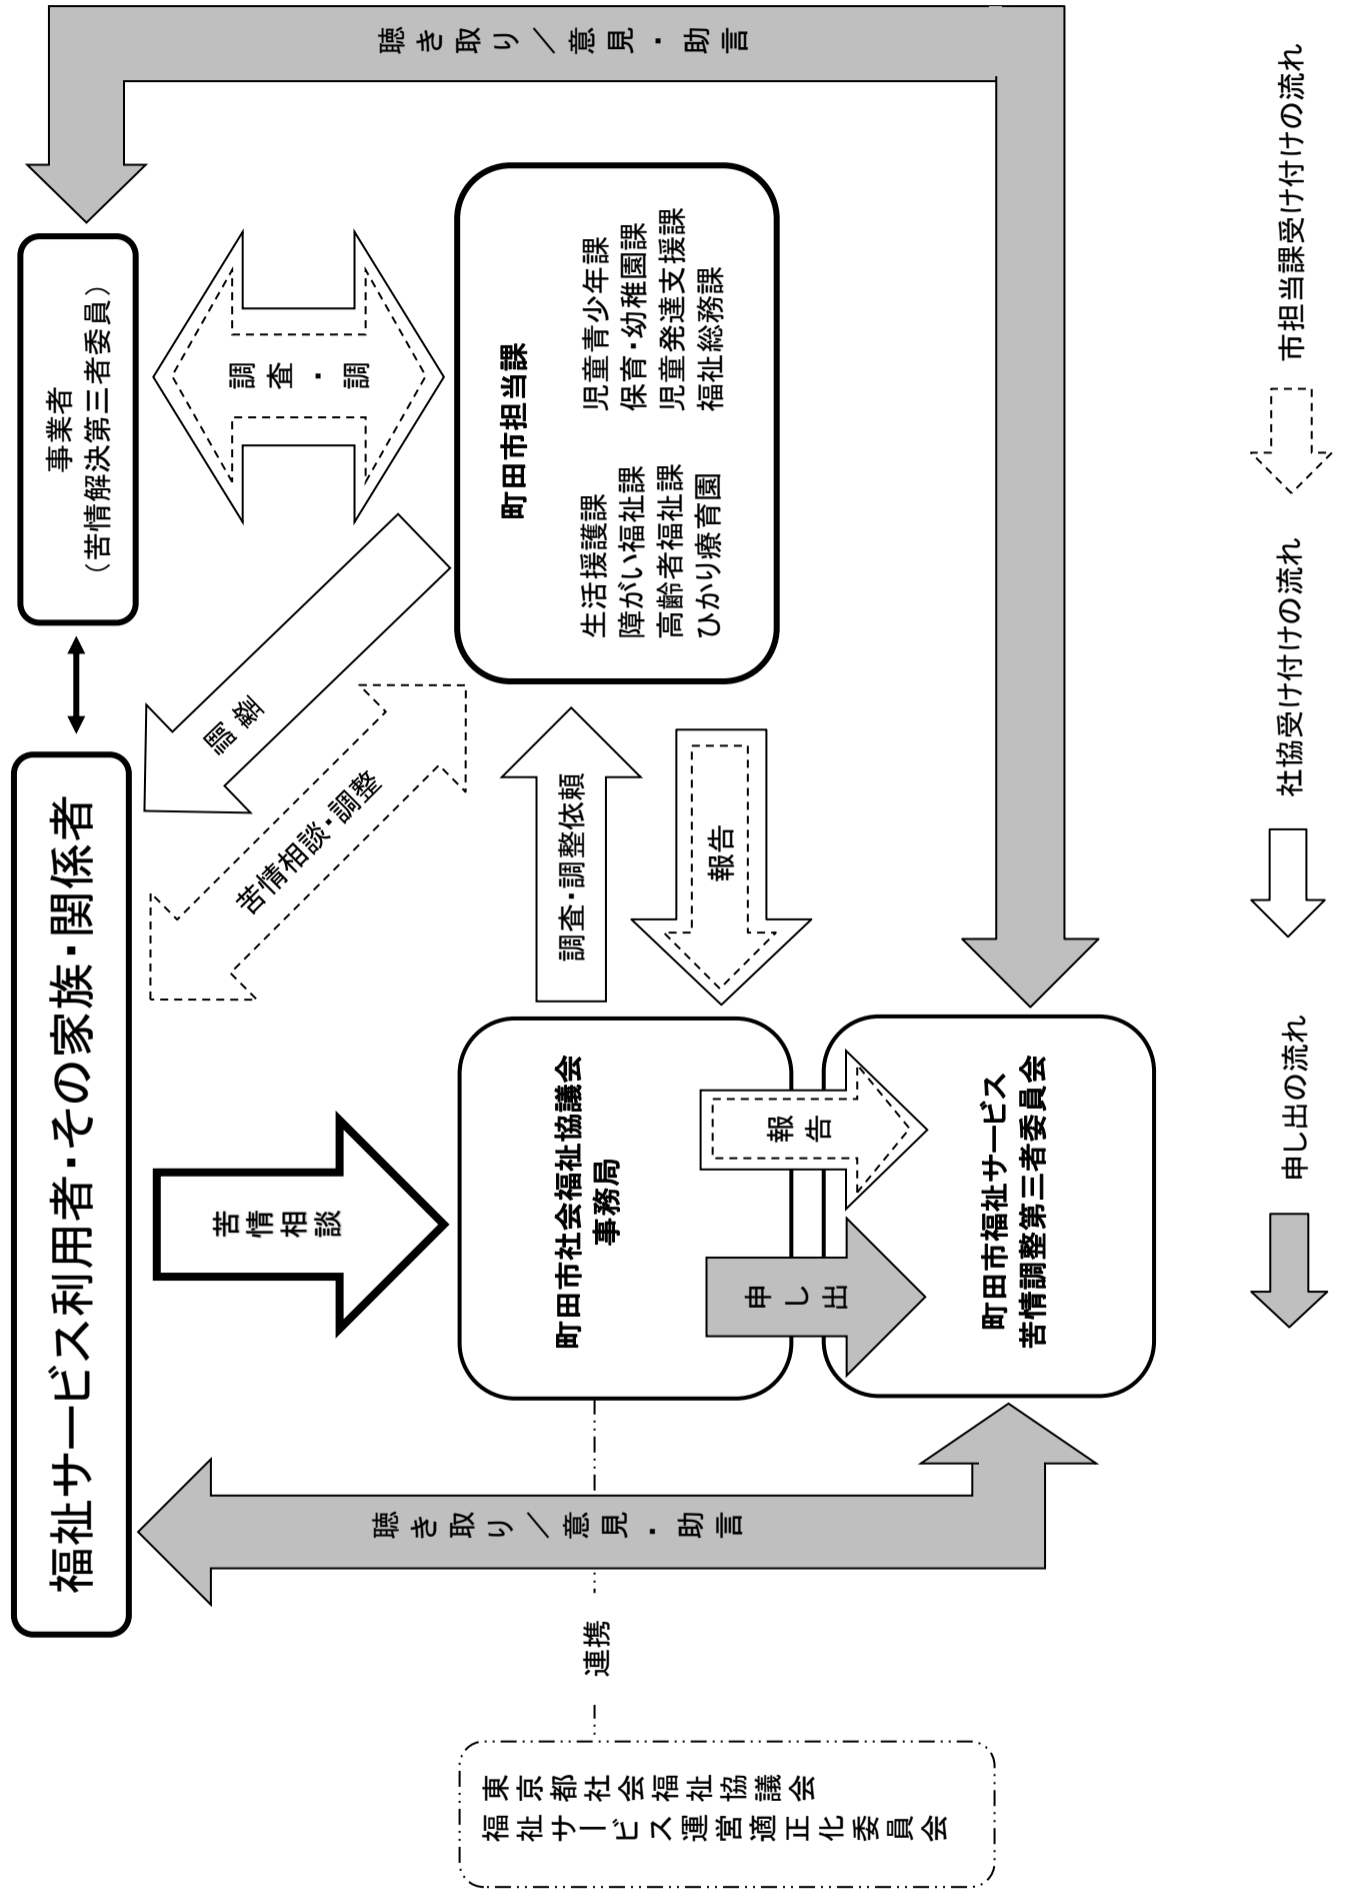 福祉サービス利用者・その家族・関係者
事業者
（苦情解決第三者委員）
聴き取り／意見・助言
苦情相談
調整
苦情相談・調整
調査・調
聴き取り／意見・助言
町田市社会福祉協議会
事務局
調査・調整依頼
報告
町田市担当課
生活援護課　児童青少年課
障がい福祉課　保育・幼稚園課
高齢者福祉課　児童発達支援課
ひかり療育園　福祉総務課
連携
東京都社会福祉協議会
福祉サービス運営適正化委員会
申し出
報告
町田市福祉サービス
苦情調整第三者委員会
申し出の流れ
社協受け付けの流れ
市担当課受け付けの流れ